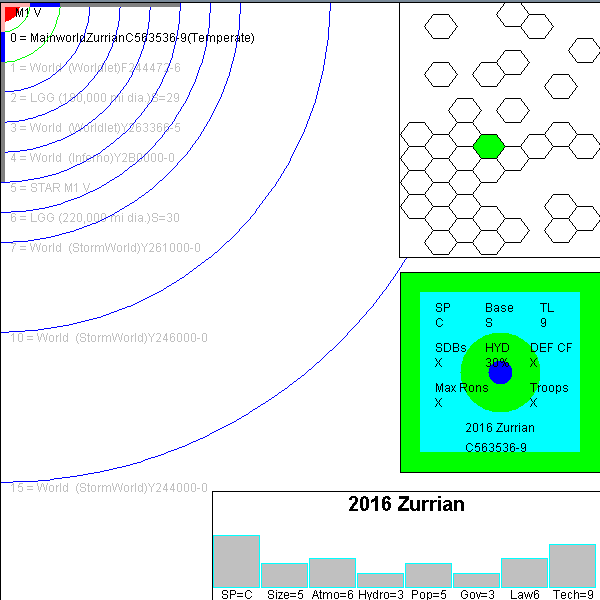 M1 V
0 = MainworldZurrianC563536-9(Temperate)
1 = World (Worldlet)F244472-6
2 = LGG (180,000 mi dia.)S=29
3 = World (Worldlet)Y263366-5
4 = World (Inferno)Y2B0000-0
5 = STAR M1 V
6 = LGG (220,000 mi dia.)S=30
7 = World (StormWorld)Y261000-0
10 = World (StormWorld)Y246000-0
15 = World (StormWorld)Y244000-0
SP Base TL
C S 9
SDBs HYD DEF CF
X 30% X
Max Rons Troops
X X
2016 Zurrian
C563536-9
2016 Zurrian
SP=C Size=5 Atmo=6 Hydro=3 Pop=5 Gov=3 Law6 Tech=9